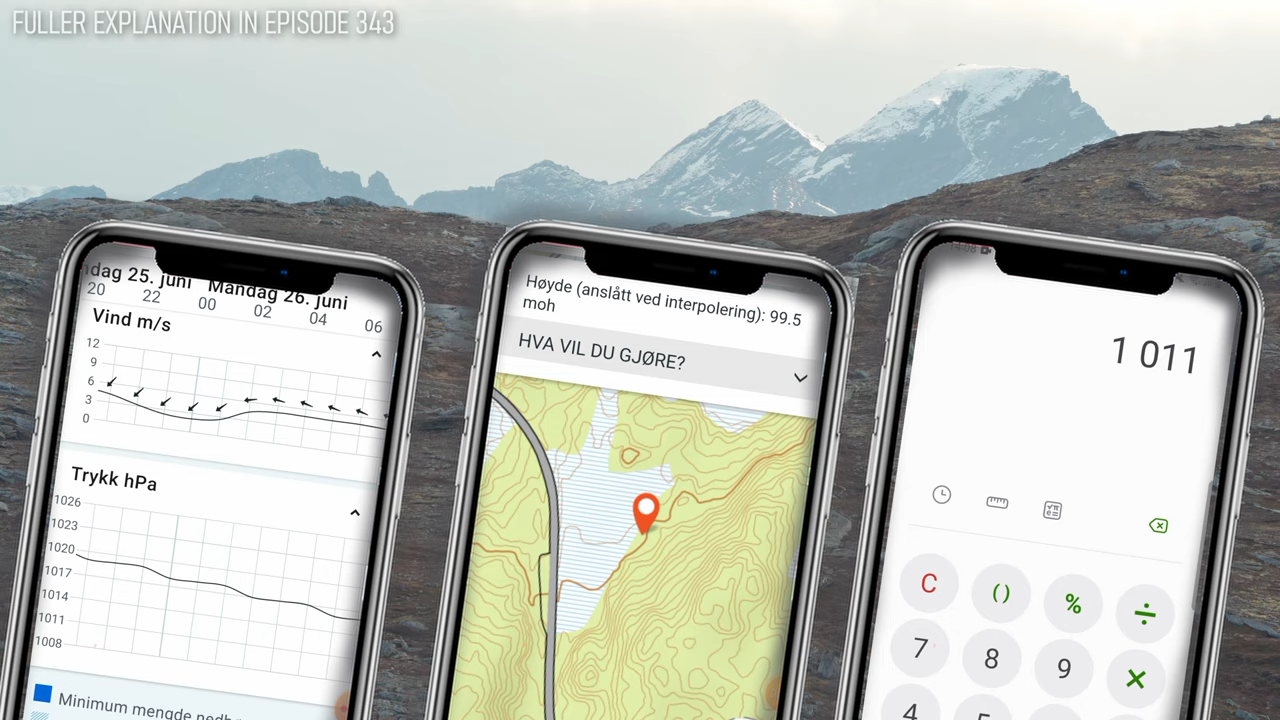 FULLER EXPLANATION IN EPISODE 343
ndag 25. juni Mandag 26. juni
20 22 00 02 04 06
Vind m/s
12
9
6
3
0
Trykk hPa
1026
1023
1020
1017
1014
1011
1008
Minimum mengde
Høyde (anslått ved interpolering): 99.5
moh
HVA VIL DU GJØRE?
1 011
C () % ÷
7 8 9 ×
4